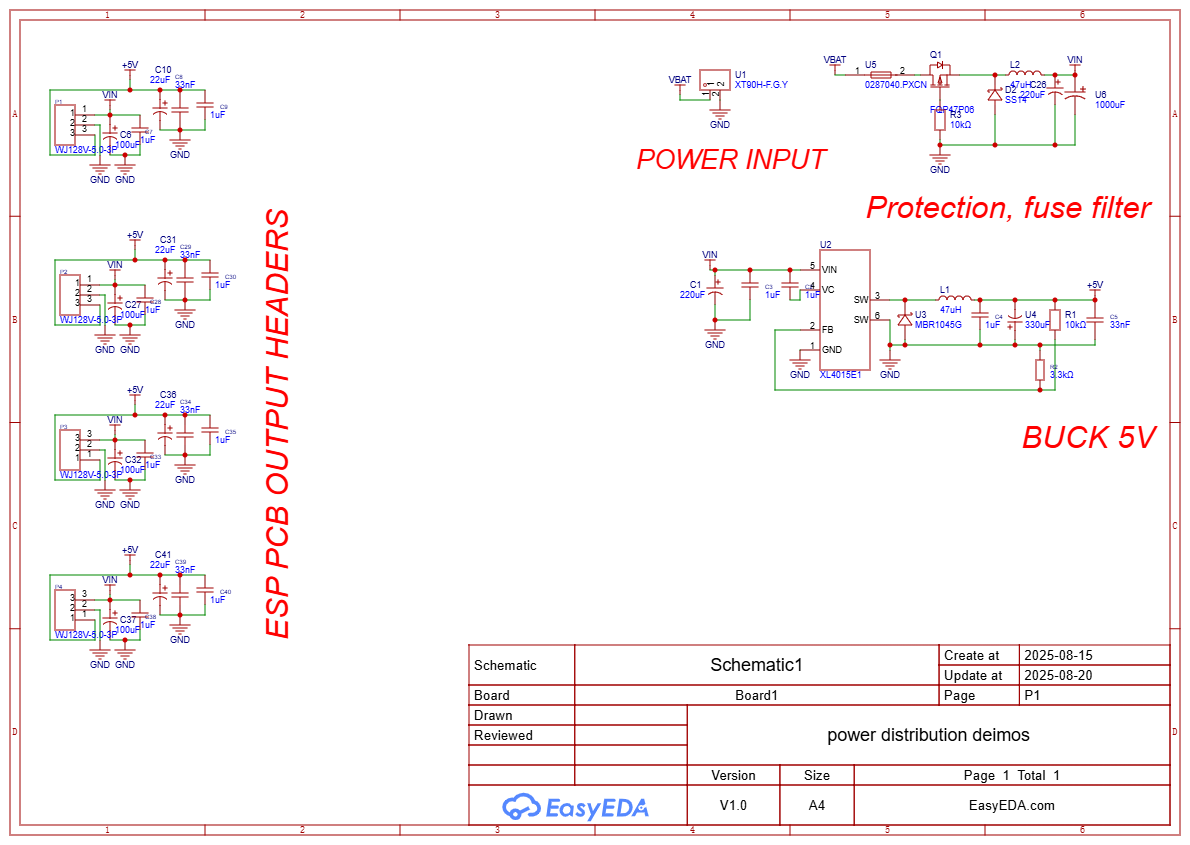 1 2 3 4 5 6
A A
B B
C C
D D
+5V
C10
22uF
C8
33nF
C9
1uF
VIN
P1
1 1
2 2
3 3
C6
100uF
C7
1uF
WJ128V-5.0-3P
GND
GND GND
+5V
C31
22uF
C29
33nF
C30
1uF
VIN
P2
1 1
2 2
3 3
C27
100uF
C28
1uF
WJ128V-5.0-3P
GND
GND GND
+5V
C36
22uF
C34
33nF
C35
1uF
VIN
P3
3 3
2 2
1 1
C32
100uF
C33
1uF
WJ128V-5.0-3P
GND
GND GND
+5V
C41
22uF
C39
33nF
C40
1uF
VIN
P4
3 3
2 2
1 1
C37
100uF
C38
1uF
WJ128V-5.0-3P
GND
GND GND
ESP PCB OUTPUT HEADERS
VBAT
U1
XT90H-F.G.Y
1 2
1 2
GND
POWER INPUT
VBAT
1 U5 2
0287040.PXCN
Q1
FQP47P06
R3
10kΩ
GND
D2
SS14
L2
47uH
C26
220uF
VIN
U6
1000uF
Protection, fuse filter
VIN
C1
220uF
C3
1uF
1uF
GND
U2
5 VIN
4 VC
2 FB
1 GND
SW 3
SW 6
XL4015E1
GND
GND
U3
MBR1045G
L1
47uH
C4
1uF
U4
330uF
R1
10kΩ
+5V
C5
33nF
3.3kΩ
BUCK 5V
Schematic Schematic1
Create at 2025-08-15
Update at 2025-08-20
Board Board1 Page P1
Drawn
Reviewed
power distribution deimos
Version Size Page 1 Total 1
EasyEDA V1.0 A4 EasyEDA.com
1 2 3 4 5 6